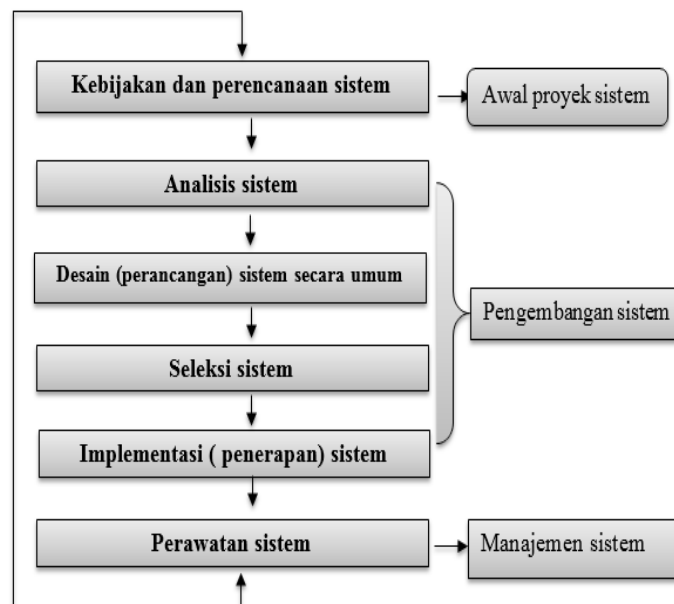 Kebijakan dan perencanaan sistem
Awal proyek sistem
Analisis sistem
Desain (perancangan) sistem secara umum
Pengembangan sistem
Seleksi sistem
Implementasi ( penerapan) sistem
Perawatan sistem
Manajemen sistem